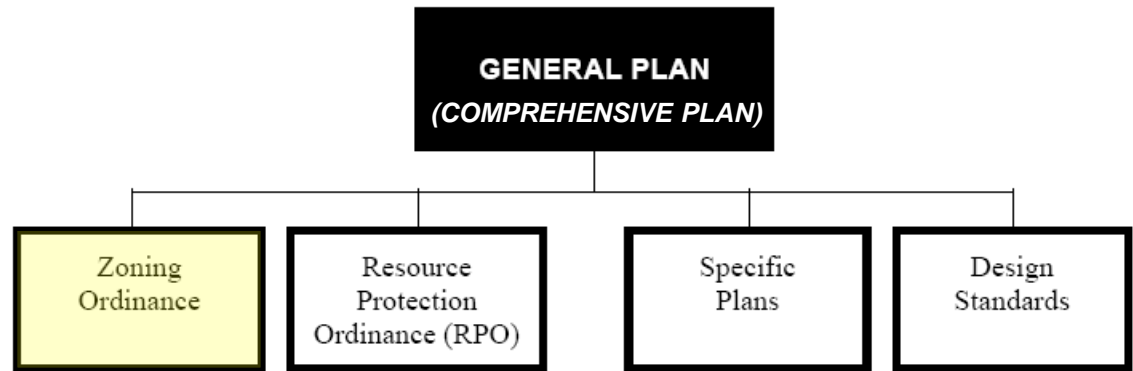 GENERAL PLAN
(COMPREHENSIVE PLAN)
Zoning
Ordinance
Resource
Protection
Ordinance (RPO)
Specific
Plans
Design
Standards